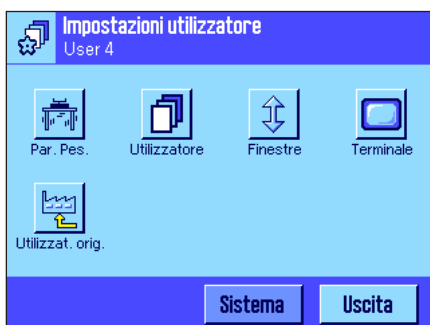 Impostazioni utilizzatore
User 4
Par. Pes. Utilizzatore Finestre Terminale
Utilizzat. orig.
Sistema Uscita